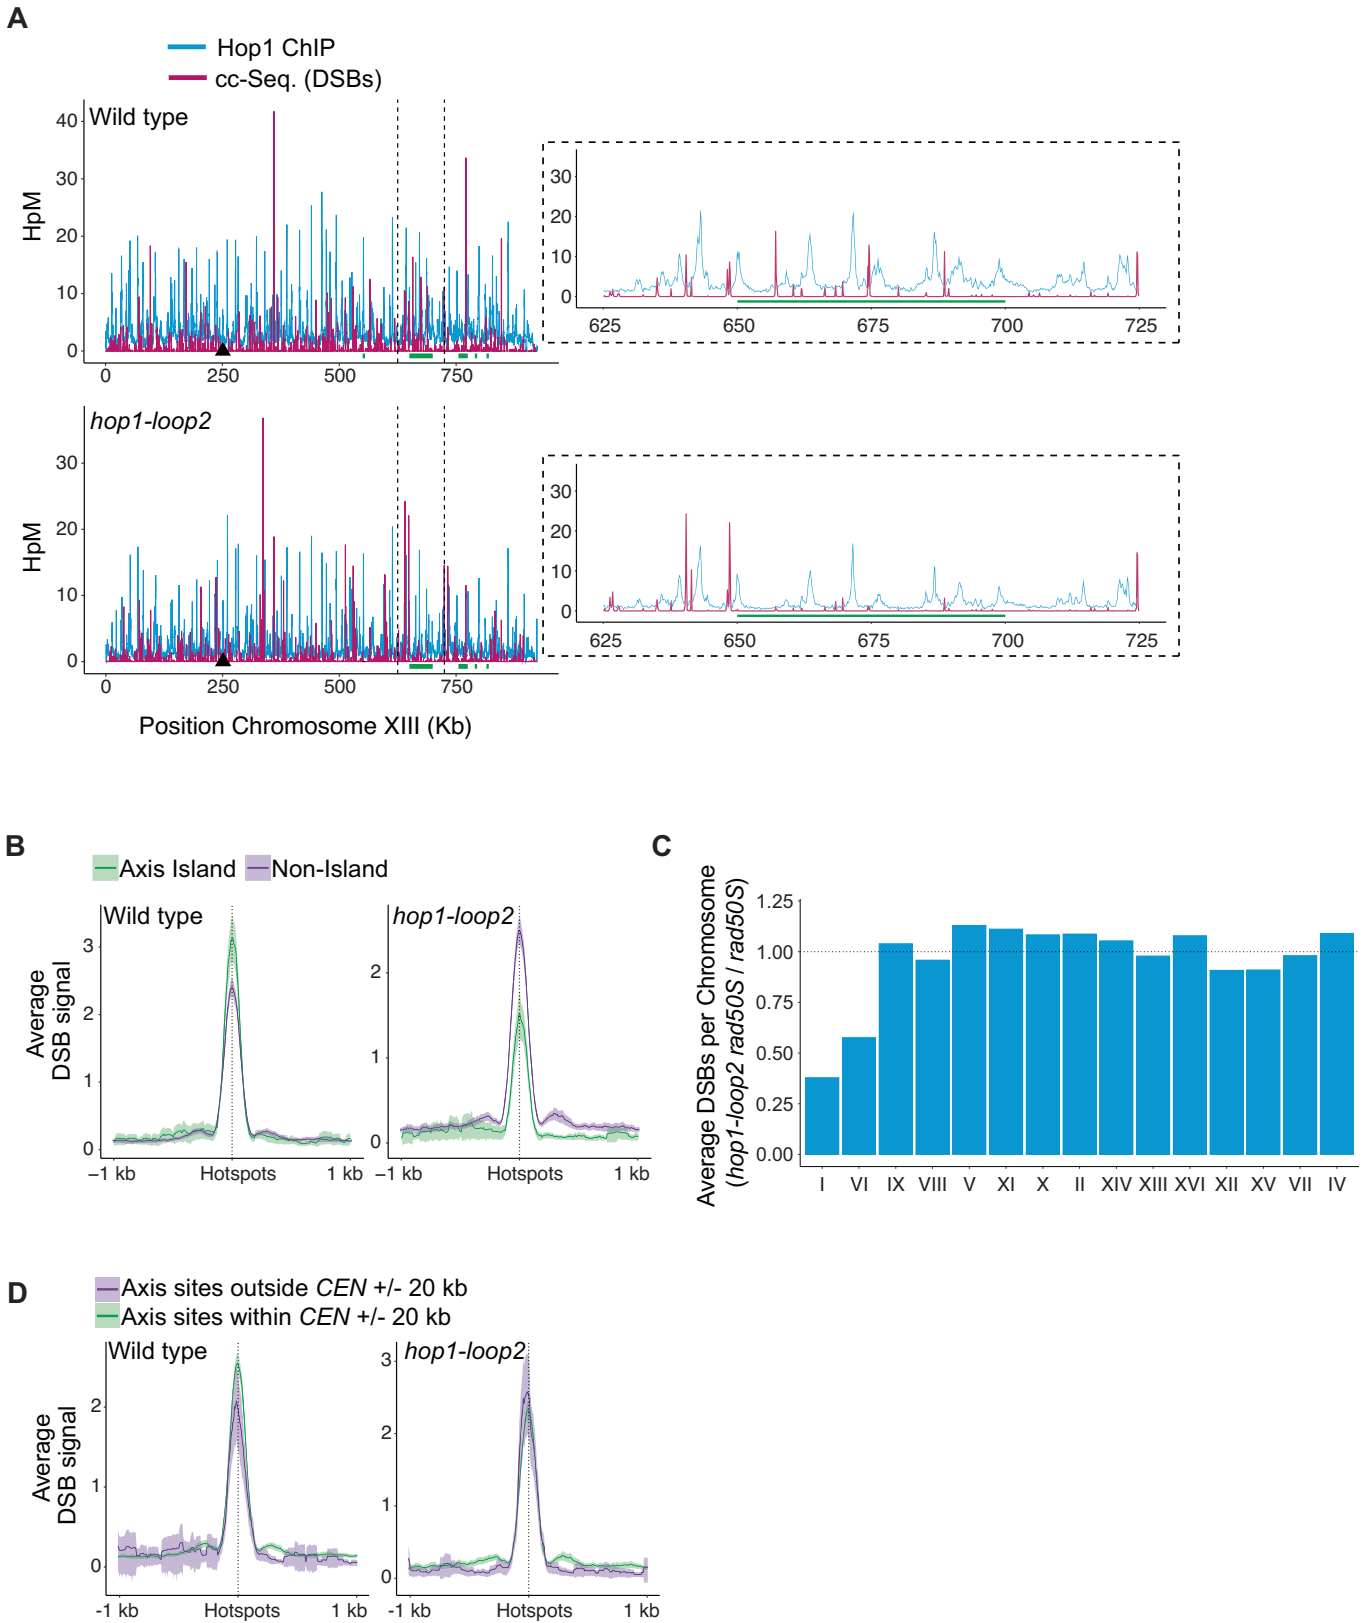 A
Hop1 ChIP
cc-Seq. (DSBs)
Wild type
HpM
40
30
20
10
0
0 250 500 750
30
20
10
0
625 650 675 700 725
hop1-loop2
HpM
30
20
10
0
0 250 500 750
30
20
10
0
625 650 675 700 725
Position Chromosome XIII (Kb)
B
Axis Island Non-Island
Wild type
Average
DSB signal
3
2
1
0
−1 kb Hotspots 1 kb
hop1-loop2
2
1
0
−1 kb Hotspots 1 kb
C
Average DSBs per Chromosome
(hop1-loop2 rad50S / rad50S)
1.25
1.00
0.75
0.50
0.25
0.00
I VI IX VIII V XI X II XIV XIII XVI XII XV VII IV
D
Axis sites outside CEN +/- 20 kb
Axis sites within CEN +/- 20 kb
Wild type
Average
DSB signal
2
1
0
-1 kb Hotspots 1 kb
hop1-loop2
3
2
1
0
-1 kb Hotspots 1 kb